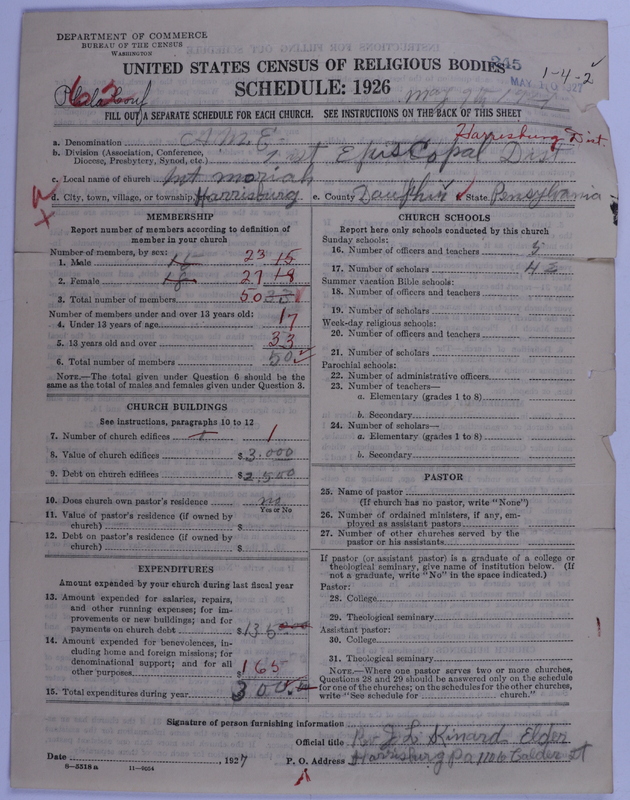 DEPARTMENT OF COMMERCE
BUREAU OF THE CENSUS
WASHINGTON
UNITED STATES CENSUS OF RELIGIOUS BODIES
SCHEDULE: 1926
245
MAY 10 1927
1-4-2
62
May 9th 1927
FILL OUT A SEPARATE SCHEDULE FOR EACH CHURCH. SEE INSTRUCTIONS ON THE BACK OF THIS SHEET
Harrisburg Dist.
a. Denomination A M E
b. Division (Association, Conference, Diocese, Presbytery, Synod, etc.) 1 st Episcopal Dist
c. Local name of church Mt Moriah
d. City, town, village, or township Harrisburg e. County Dauphin State Pensylvania
MEMBERSHIP
Report number of members according to definition of member in your church
Number of members, by sex:
1. Male 15 23 15
2. Female 18 27 18
3. Total number of members 50
Number of members under and over 13 years old:
4. Under 13 years of age 17
5. 13 years old and over 33
6. Total number of members 50
NOTE.—The total given under Question 6 should be the same as the total of males and females given under Question 3.
CHURCH BUILDINGS
See instructions, paragraphs 10 to 12
7. Number of church edifices 1
8. Value of church edifices $3.000
9. Debt on church edifices $2,500
10. Does church own pastor's residence no
Yes or No
11. Value of pastor's residence (if owned by church) $
12. Debt on pastor's residence (if owned by church) $
EXPENDITURES
Amount expended by church during last fiscal year
13. Amount expended for salaries, repairs, and other running expenses; for improvements or new buildings; and for payments on church debt $135
14. Amount expended for benevolences, including home and foreign missions; for denominational support; and for all other purposes $165
15. Total expenditures during year 300.00
CHURCH SCHOOLS
Report here only schools conducted by this church
Sunday schools:
16. Number of officers and teachers
17. Number of scholars 42
Summer vacation Bible schools:
18. Number of officers and teachers
19. Number of scholars
Week-day religious schools:
20. Number of officers and teachers
21. Number of scholars
Parochial schools:
22. Number of administrative officers
23. Number of teachers—
a. Elementary (grades 1 to 8)
b. Secondary
24. Number of scholars—
a. Elementary (grades 1 to 8)
b. Secondary
PASTOR
25. Name of pastor
(If church has no pastor, write "None")
26. Number of ordained ministers, if any, employed as assistant pastors
27. Number of other churches served by the pastor or his assistants
If pastor (or assistant pastor) is a graduate of a college or theological seminary, give name of institution below. (If not a graduate, write "No" in the space indicated.)
Pastor:
28. College
29. Theological seminary
Assistant pastor:
30. College
31. Theological seminary
NOTE.—Where one pastor serves two or more churches, Questions 28 and 29 should be answered only on the schedule for one of the churches; on the schedules for the other churches, write "See schedule for church."
Signature of person furnishing information
Official title Rev J L Kinard Elder
Date , 1927 P. O. Address Harrisburg Pa 1106 Calder St
8—5318a 11—9054